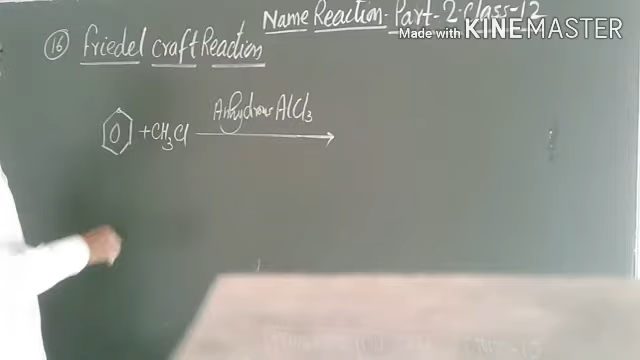 Name Reaction - Part-2 Class-12
Made with KINEMASTER
16 Friedel craft Reaction
+ CH3Cl
Anhydrous AlCl3